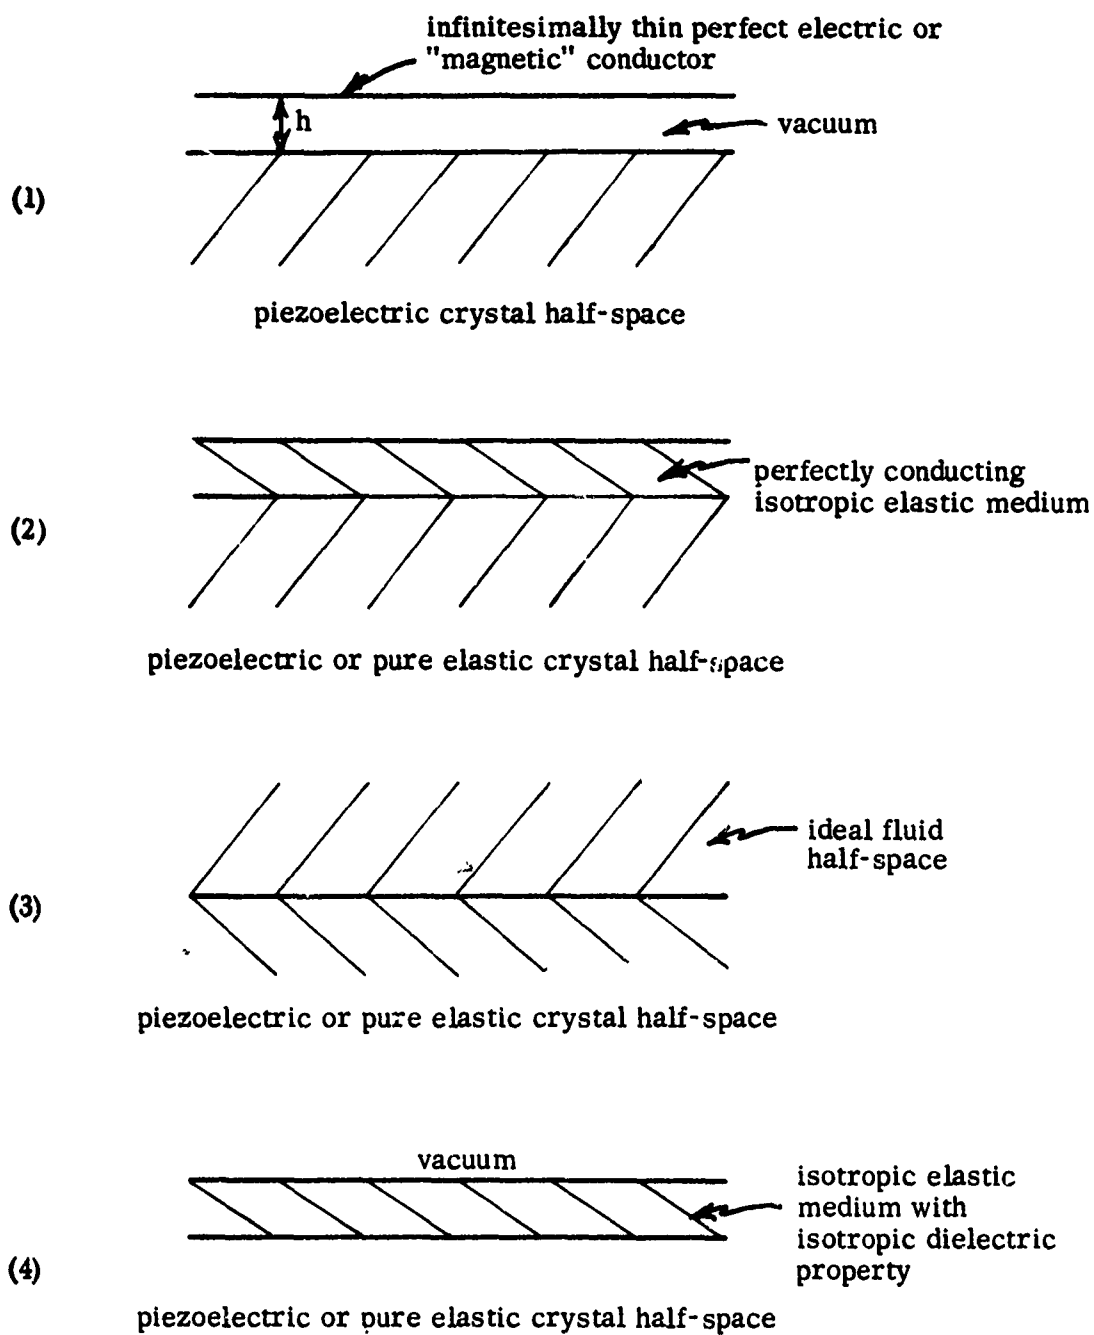 infinitesimally thin perfect electric or
"magnetic" conductor
h
vacuum
(1)
piezoelectric crystal half-space
perfectly conducting
isotropic elastic medium
(2)
piezoelectric or pure elastic crystal half-space
ideal fluid
half-space
(3)
piezoelectric or pure elastic crystal half-space
vacuum
isotropic elastic
medium with
isotropic dielectric
property
(4)
piezoelectric or pure elastic crystal half-space